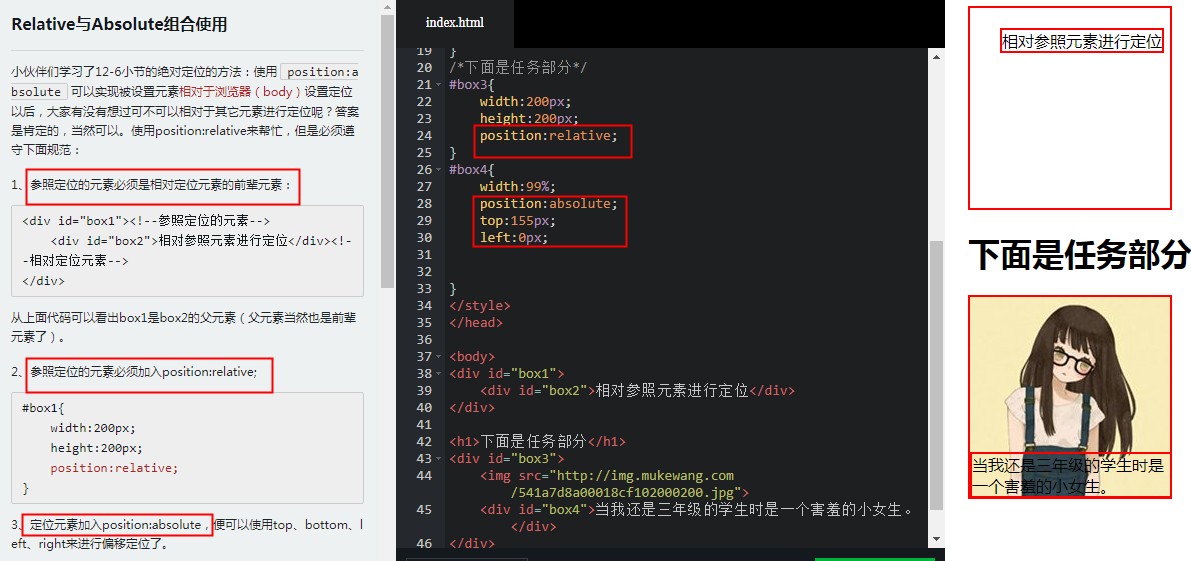 Relative与Absolute组合使用
小伙伴们学习了12-6小节的绝对定位的方法：使用 position:a
bsolute 可以实现被设置元素相对于浏览器（body）设置定位
以后，大家有没有想过可不可以相对于其它元素进行定位呢？答案
是肯定的，当然可以。使用position:relative来帮忙，但是必须遵
守下面规范：
1、参照定位的元素必须是相对定位元素的前辈元素：
<div id="box1"><!--参照定位的元素-->
<div id="box2">相对参照元素进行定位</div><!-
-相对定位元素-->
</div>
从上面代码可以看出box1是box2的父元素（父元素当然也是前辈
元素了）。
2、参照定位的元素必须加入position:relative;
#box1{
width:200px;
height:200px;
position:relative;
}
3、定位元素加入position:absolute，便可以使用top、bottom、l
eft、right来进行偏移定位了。
index.html
19 }
20 /*下面是任务部分*/
21 #box3{
22 width:200px;
23 height:200px;
24 position:relative;
25 }
26 #box4{
27 width:99%;
28 position:absolute;
29 top:155px;
30 left:0px;
31
32
33 }
34 </style>
35 </head>
36
37 <body>
38 <div id="box1">
39 <div id="box2">相对参照元素进行定位</div>
40 </div>
41
42 <h1>下面是任务部分</h1>
43 <div id="box3">
44 <img src="http://img.mukewang.com
/541a7d8a00018cf102000200.jpg">
45 <div id="box4">当我还是三年级的学生时是一个害羞的小女生。
</div>
46 </div>
相对参照元素进行定位
下面是任务部分
当我还是三年级的学生时是
一个害羞的小女生。